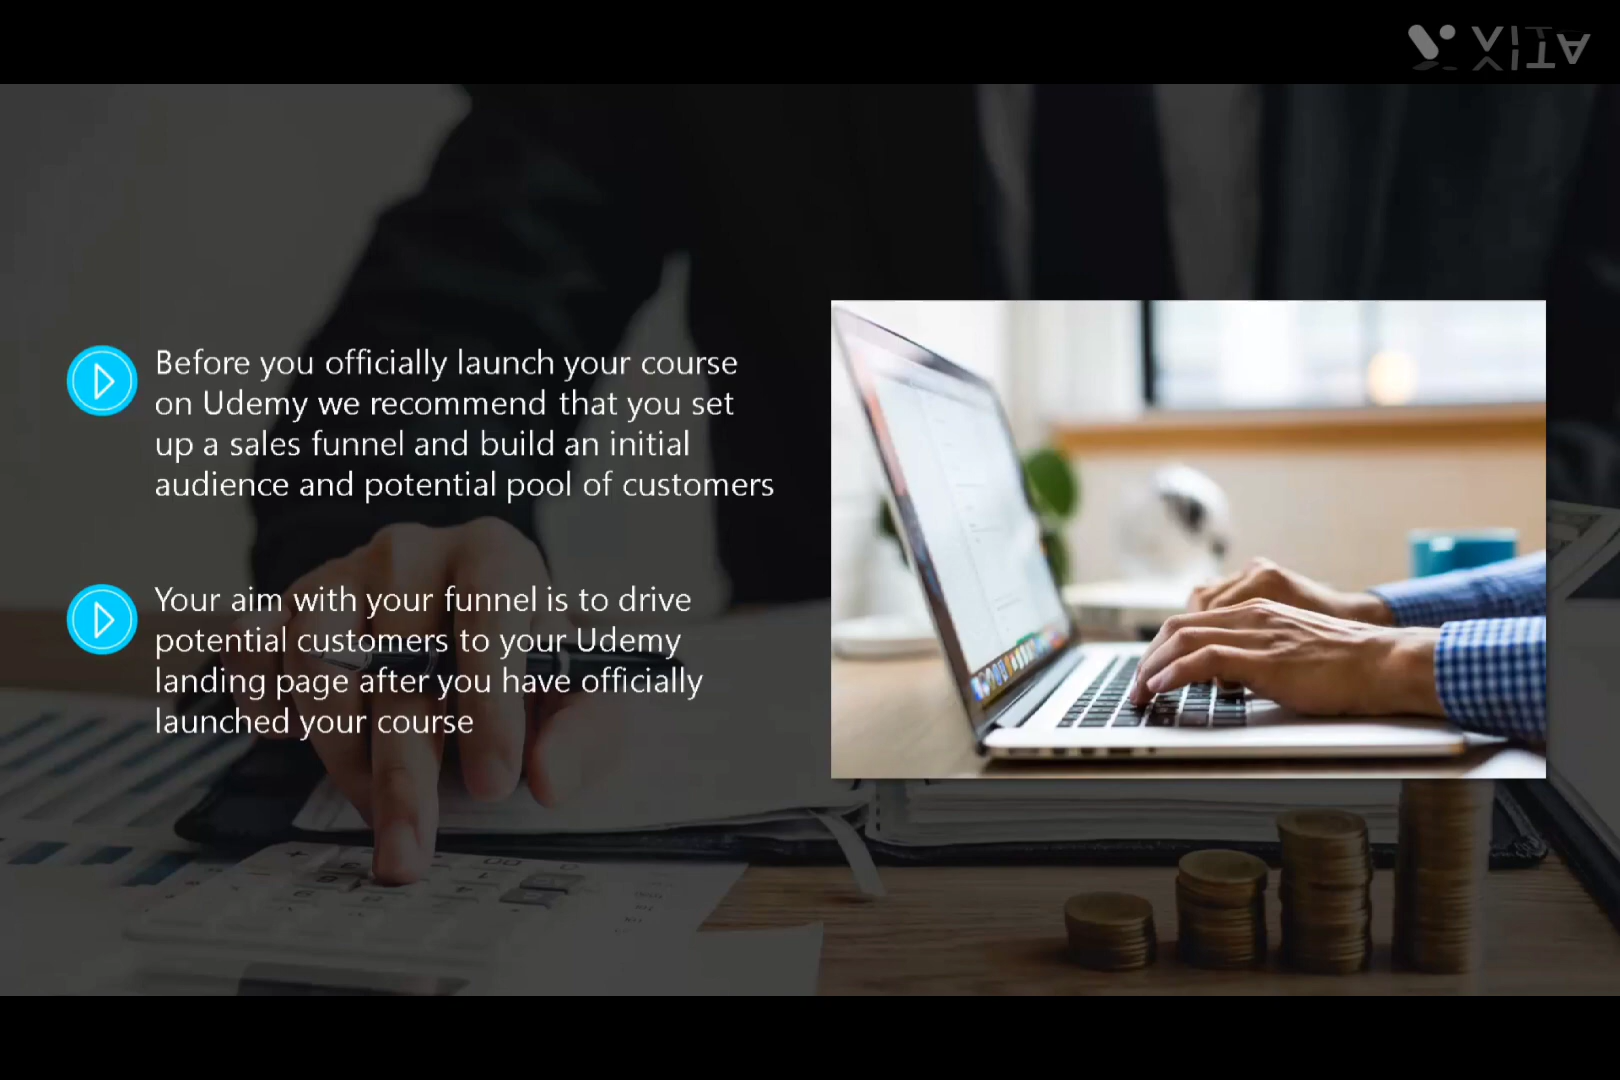 VITA
Before you officially launch your course
on Udemy we recommend that you set
up a sales funnel and build an initial
audience and potential pool of customers
Your aim with your funnel is to drive
potential customers to your Udemy
landing page after you have officially
launched your course